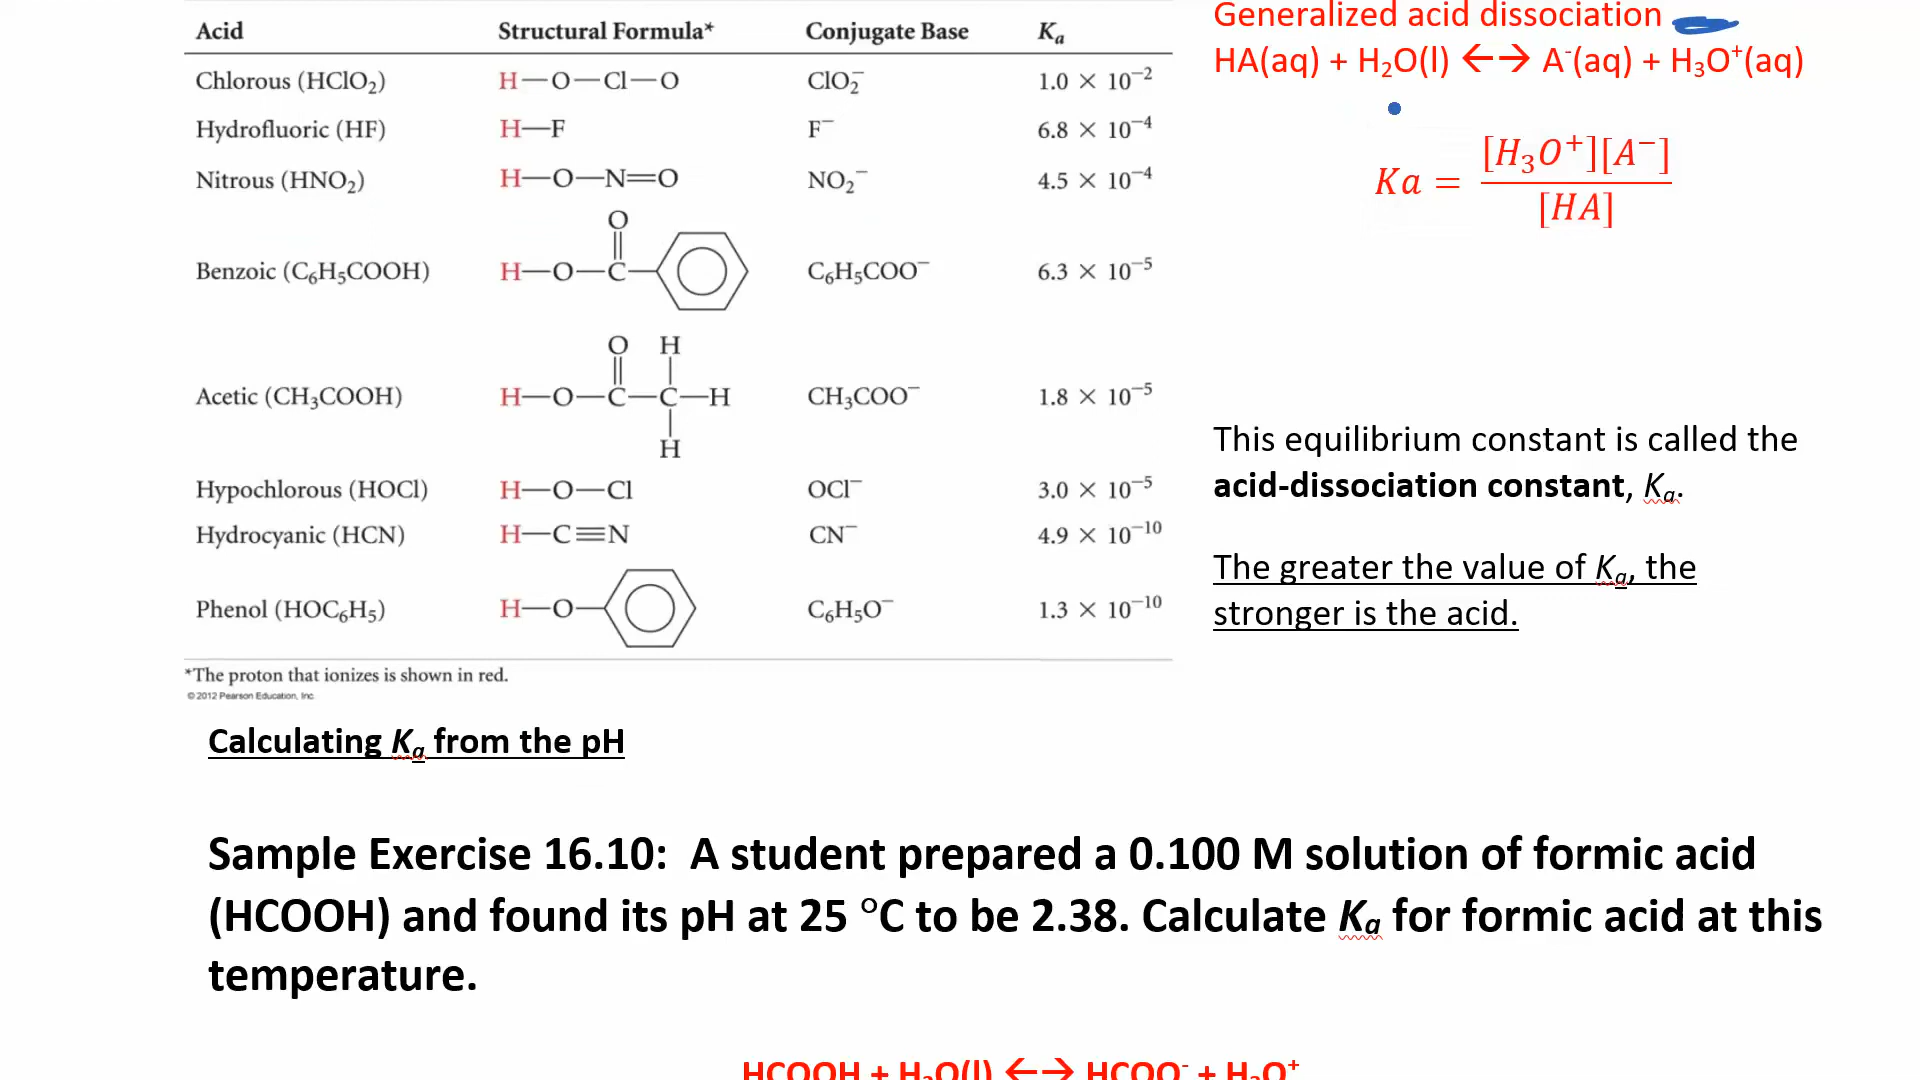 Acid Structural Formula* Conjugate Base Kₐ
Chlorous (HClO₂) H—O—Cl—O ClO₂⁻ 1.0 × 10⁻²
Hydrofluoric (HF) H—F F⁻ 6.8 × 10⁻⁴
Nitrous (HNO₂) H—O—N=O NO₂⁻ 4.5 × 10⁻⁴
O
Benzoic (C₆H₅COOH) H—O—C— C₆H₅COO⁻ 6.3 × 10⁻⁵
O H
Acetic (CH₃COOH) H—O—C—C—H CH₃COO⁻ 1.8 × 10⁻⁵
H
Hypochlorous (HOCl) H—O—Cl OCl⁻ 3.0 × 10⁻⁵
Hydrocyanic (HCN) H—C≡N CN⁻ 4.9 × 10⁻¹⁰
Phenol (HOC₆H₅) H—O— C₆H₅O⁻ 1.3 × 10⁻¹⁰
*The proton that ionizes is shown in red.
© 2012 Pearson Education, Inc.
Generalized acid dissociation
HA(aq) + H₂O(l) ←→ A⁻(aq) + H₃O⁺(aq)
Ka = [H₃O⁺][A⁻]
[HA]
This equilibrium constant is called the
acid-dissociation constant, Kₐ.
The greater the value of Kₐ, the
stronger is the acid.
Calculating Kₐ from the pH
Sample Exercise 16.10: A student prepared a 0.100 M solution of formic acid
(HCOOH) and found its pH at 25 °C to be 2.38. Calculate Kₐ for formic acid at this
temperature.
HCOOH + H₂O(l) ←→ HCOO⁻ + H₃O⁺